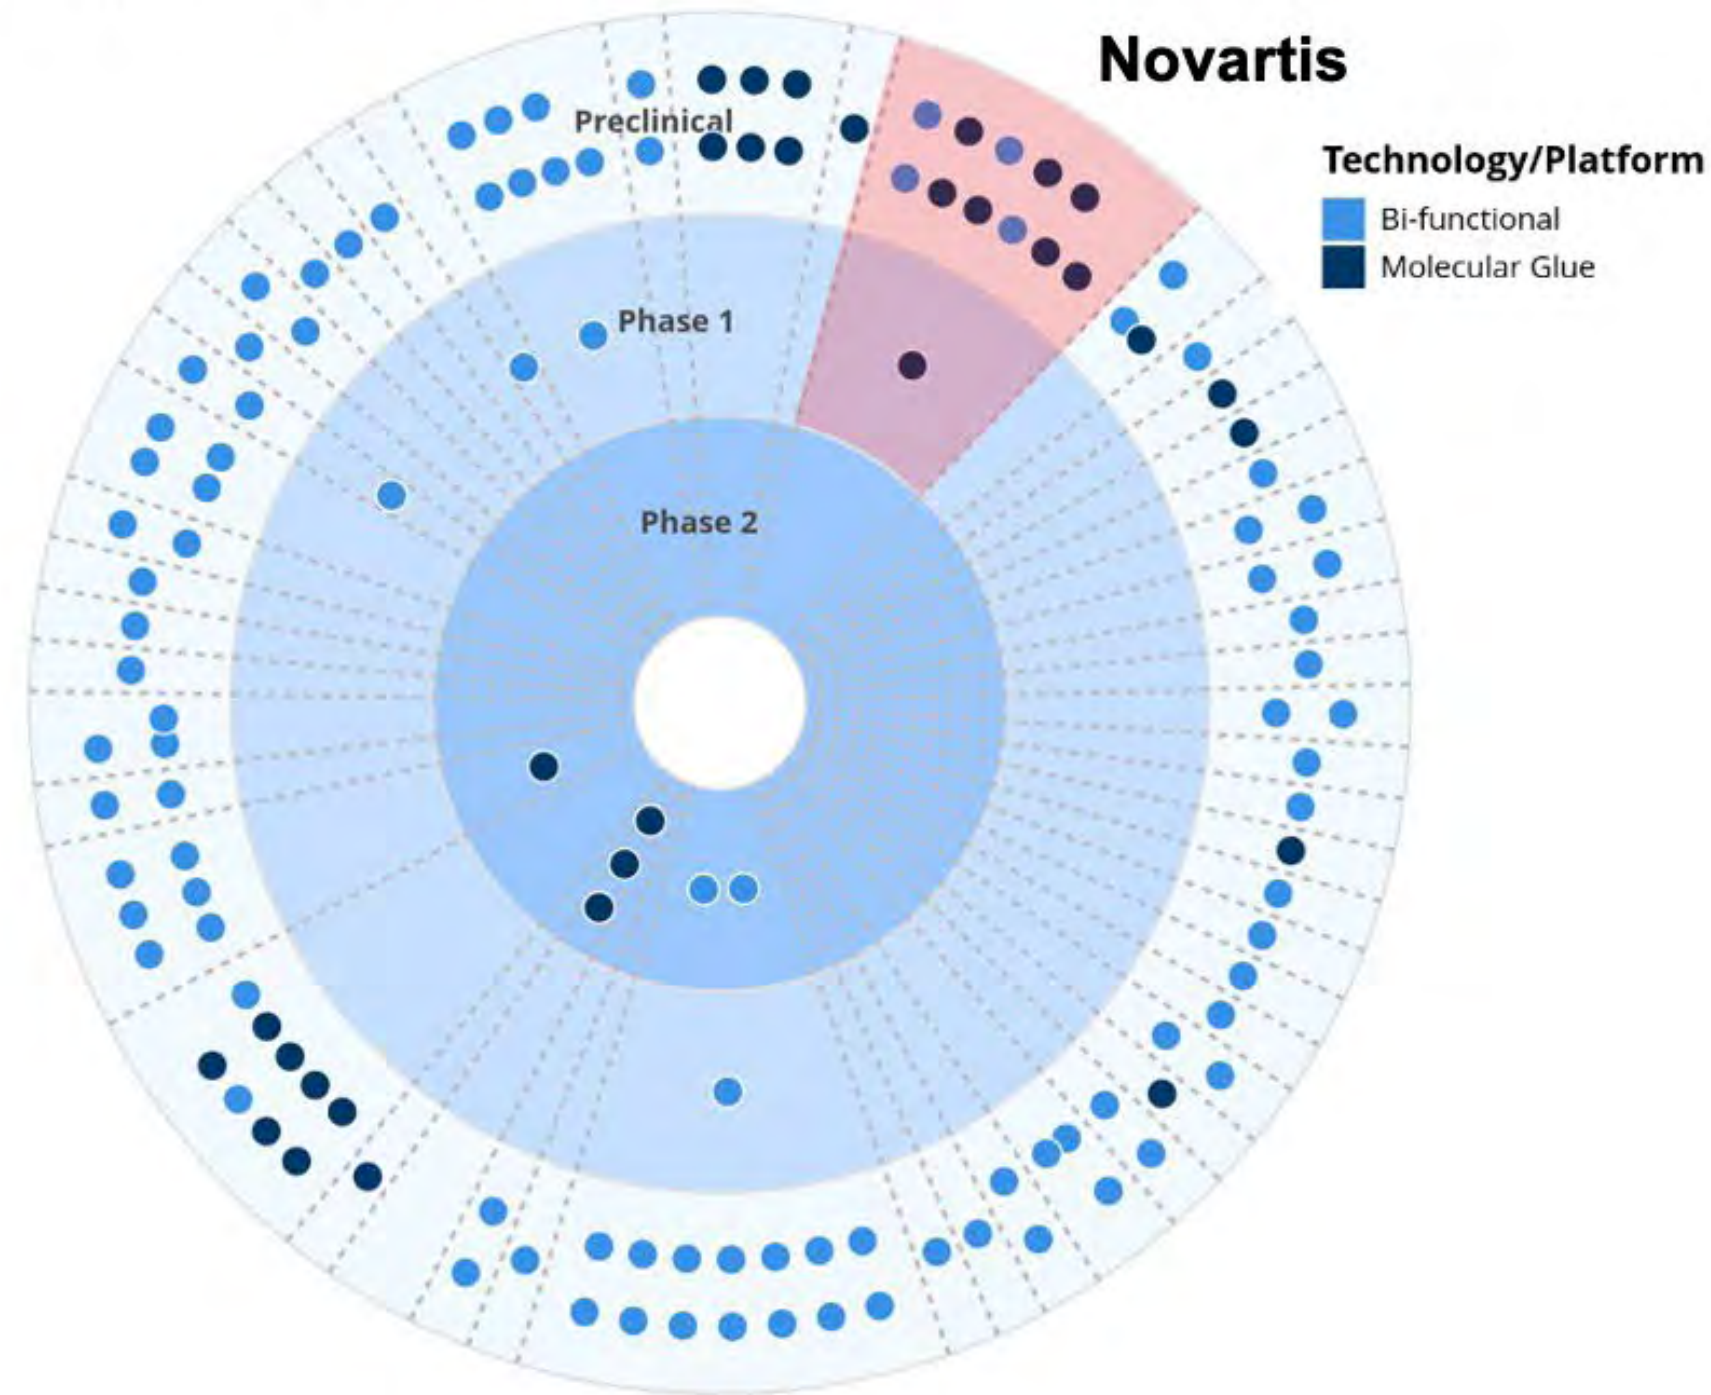 Novartis
Technology/Platform
Bi-functional
Molecular Glue
Preclinical
Phase 1
Phase 2